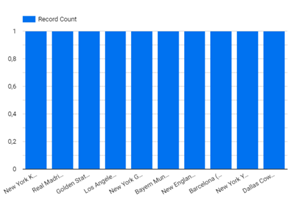 Record Count
1
0,8
0,6
0,4
0,2
0
New York K...
Real Madri...
Golden Stat...
Los Angele...
New York G...
Bayern Mun...
New Englan...
Barcelona (...
New York Y...
Dallas Cow...